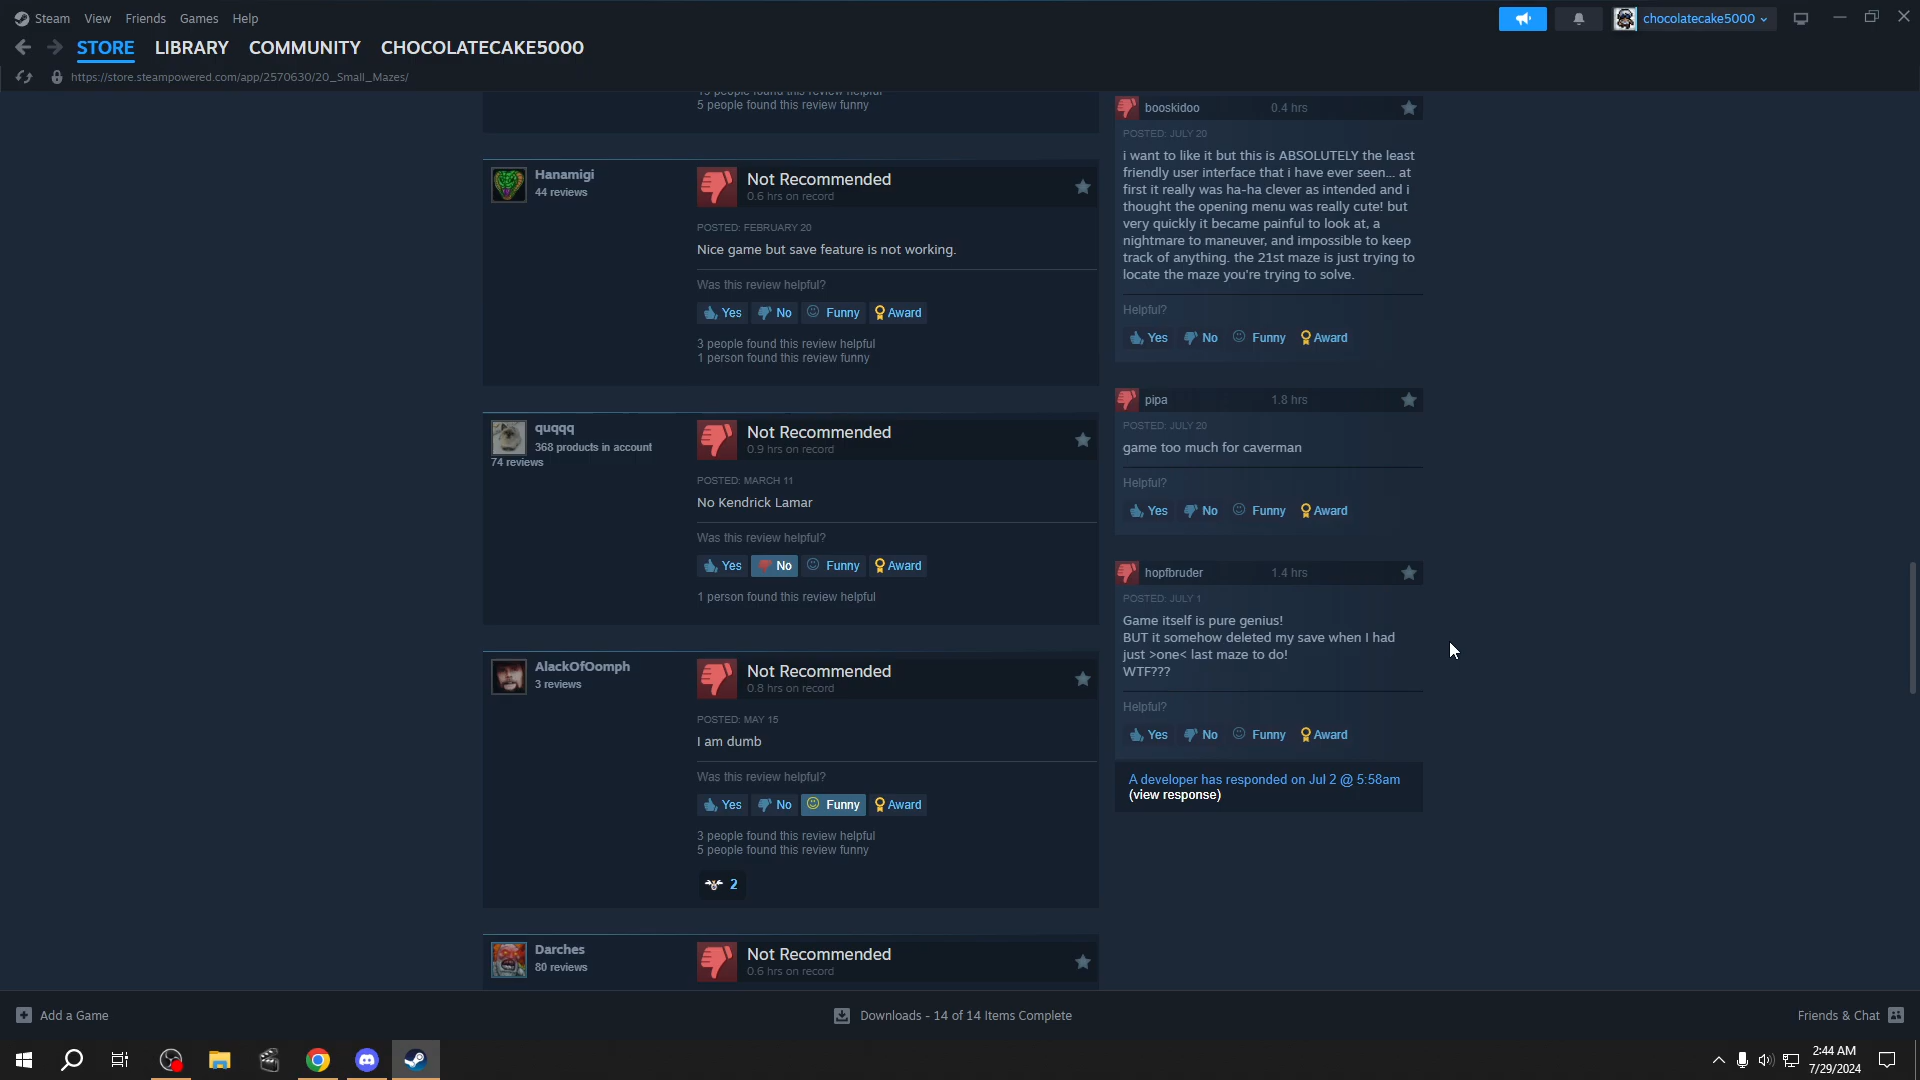 Steam View Friends Games Help
chocolatecake5000
STORE LIBRARY COMMUNITY CHOCOLATECAKE5000
https://store.steampowered.com/app/2570630/20_Small_Mazes/
5 people found this review funny
Hanamigi
44 reviews
Not Recommended
0.6 hrs on record
POSTED: FEBRUARY 20
Nice game but save feature is not working.
Was this review helpful?
Yes No Funny Award
3 people found this review helpful
1 person found this review funny
quqqq
368 products in account
74 reviews
Not Recommended
0.9 hrs on record
POSTED: MARCH 11
No Kendrick Lamar
Was this review helpful?
Yes No Funny Award
1 person found this review helpful
AlackOfOomph
3 reviews
Not Recommended
0.8 hrs on record
POSTED: MAY 15
I am dumb
Was this review helpful?
Yes No Funny Award
3 people found this review helpful
5 people found this review funny
2
Darches
80 reviews
Not Recommended
0.6 hrs on record
booskidoo 0.4 hrs
POSTED: JULY 20
i want to like it but this is ABSOLUTELY the least
friendly user interface that i have ever seen... at
first it really was ha-ha clever as intended and i
thought the opening menu was really cute! but
very quickly it became painful to look at, a
nightmare to maneuver, and impossible to keep
track of anything. the 21st maze is just trying to
locate the maze you're trying to solve.
Helpful?
Yes No Funny Award
pipa 1.8 hrs
POSTED: JULY 20
game too much for caverman
Helpful?
Yes No Funny Award
hopfbruder 1.4 hrs
POSTED: JULY 1
Game itself is pure genius!
BUT it somehow deleted my save when I had
just >one< last maze to do!
WTF???
Helpful?
Yes No Funny Award
A developer has responded on Jul 2 @ 5:58am
(view response)
Add a Game
Downloads - 14 of 14 Items Complete
Friends & Chat
2:44 AM
7/29/2024